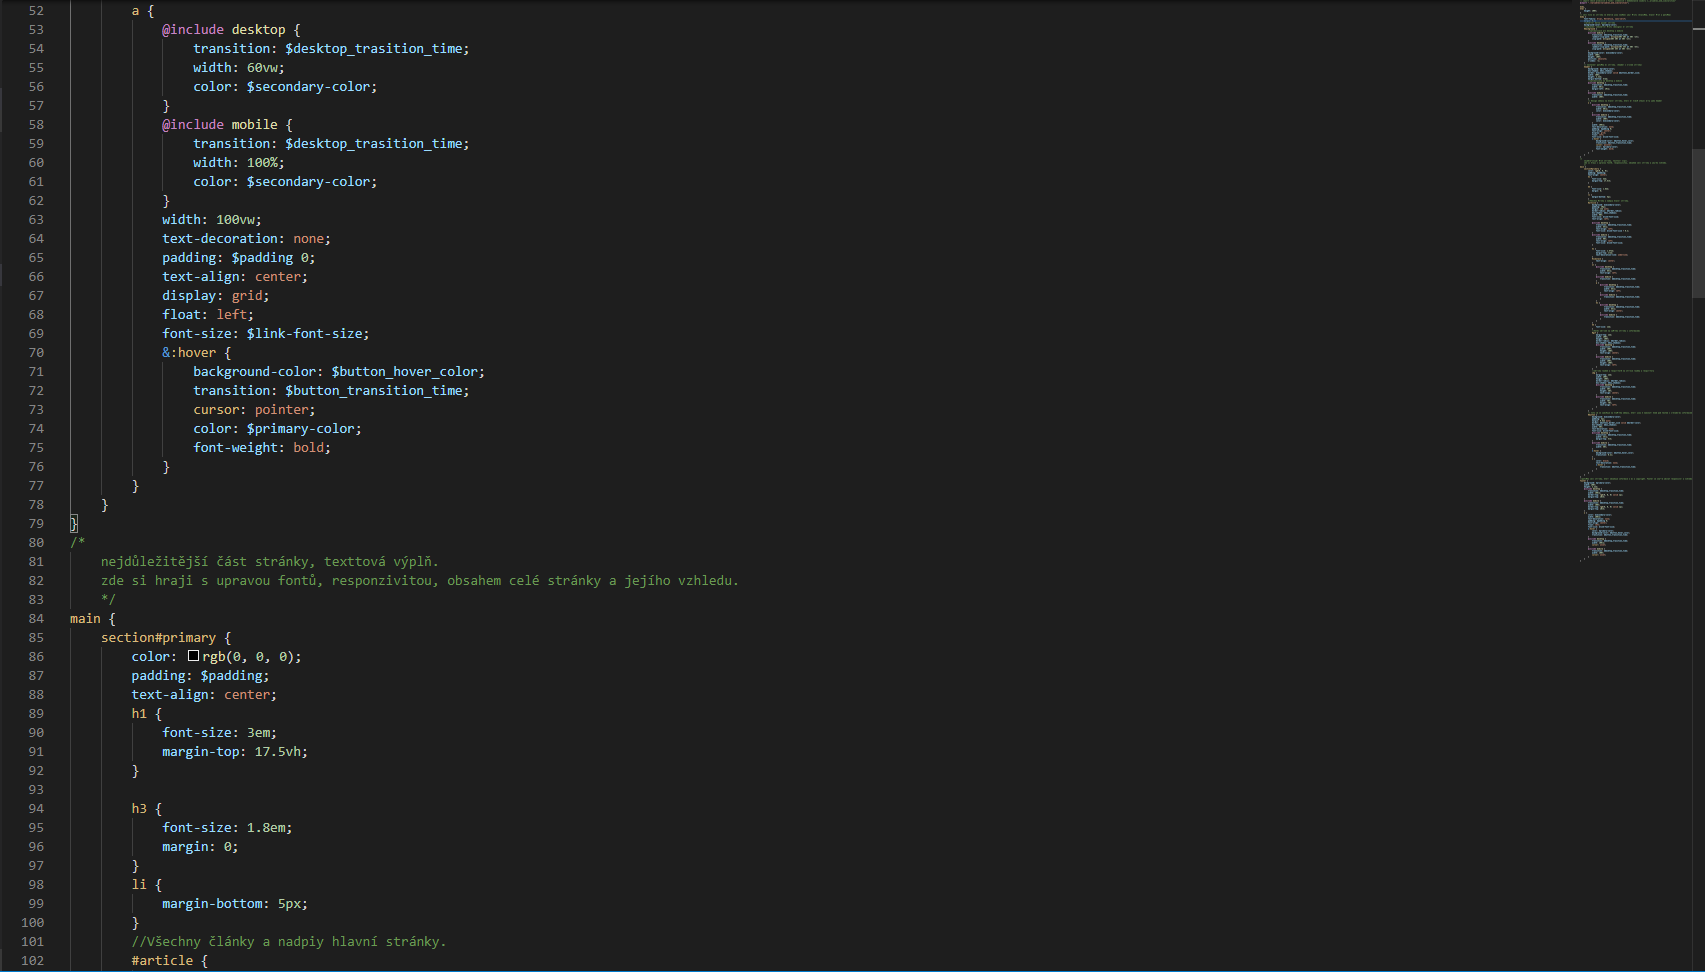 52 a {
53 @include desktop {
54 transition: $desktop_trasition_time;
55 width: 60vw;
56 color: $secondary-color;
57 }
58 @include mobile {
59 transition: $desktop_trasition_time;
60 width: 100%;
61 color: $secondary-color;
62 }
63 width: 100vw;
64 text-decoration: none;
65 padding: $padding 0;
66 text-align: center;
67 display: grid;
68 float: left;
69 font-size: $link-font-size;
70 &:hover {
71 background-color: $button_hover_color;
72 transition: $button_transition_time;
73 cursor: pointer;
74 color: $primary-color;
75 font-weight: bold;
76 }
77 }
78 }
79 }
80 /*
81 nejdůležitější část stránky, texttová výplň.
82 zde si hraji s upravou fontů, responzivitou, obsahem celé stránky a jejího vzhledu.
83 */
84 main {
85 section#primary {
86 color: rgb(0, 0, 0);
87 padding: $padding;
88 text-align: center;
89 h1 {
90 font-size: 3em;
91 margin-top: 17.5vh;
92 }
93
94 h3 {
95 font-size: 1.8em;
96 margin: 0;
97 }
98 li {
99 margin-bottom: 5px;
100 }
101 //Všechny články a nadpiy hlavní stránky.
102 #article {